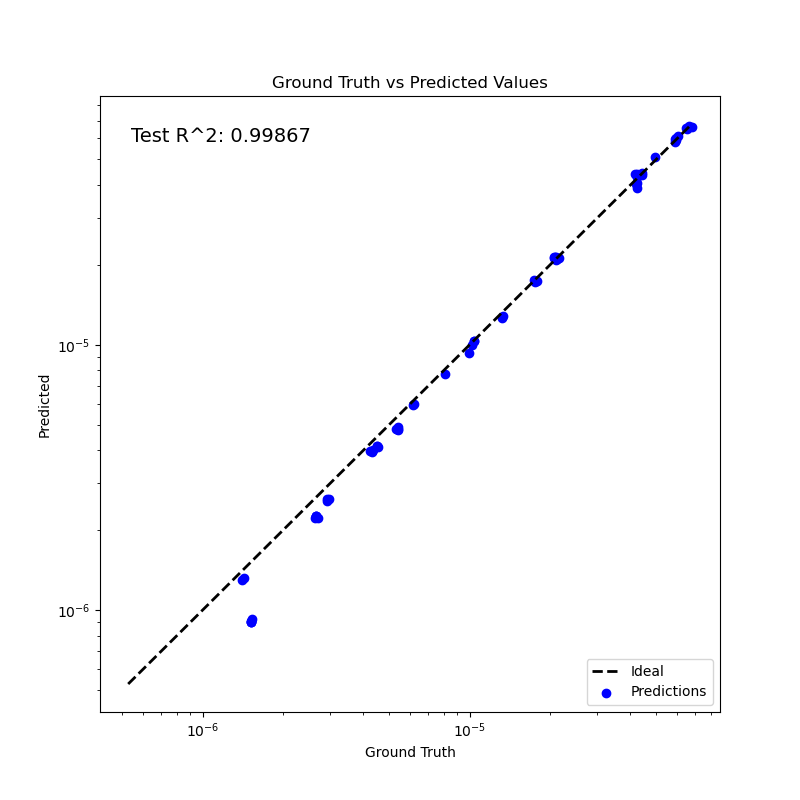 Ground Truth vs Predicted Values
Test R^2: 0.99867
10⁻⁵
Predicted
10⁻⁶
Ideal
Predictions
10⁻⁶
10⁻⁵
Ground Truth